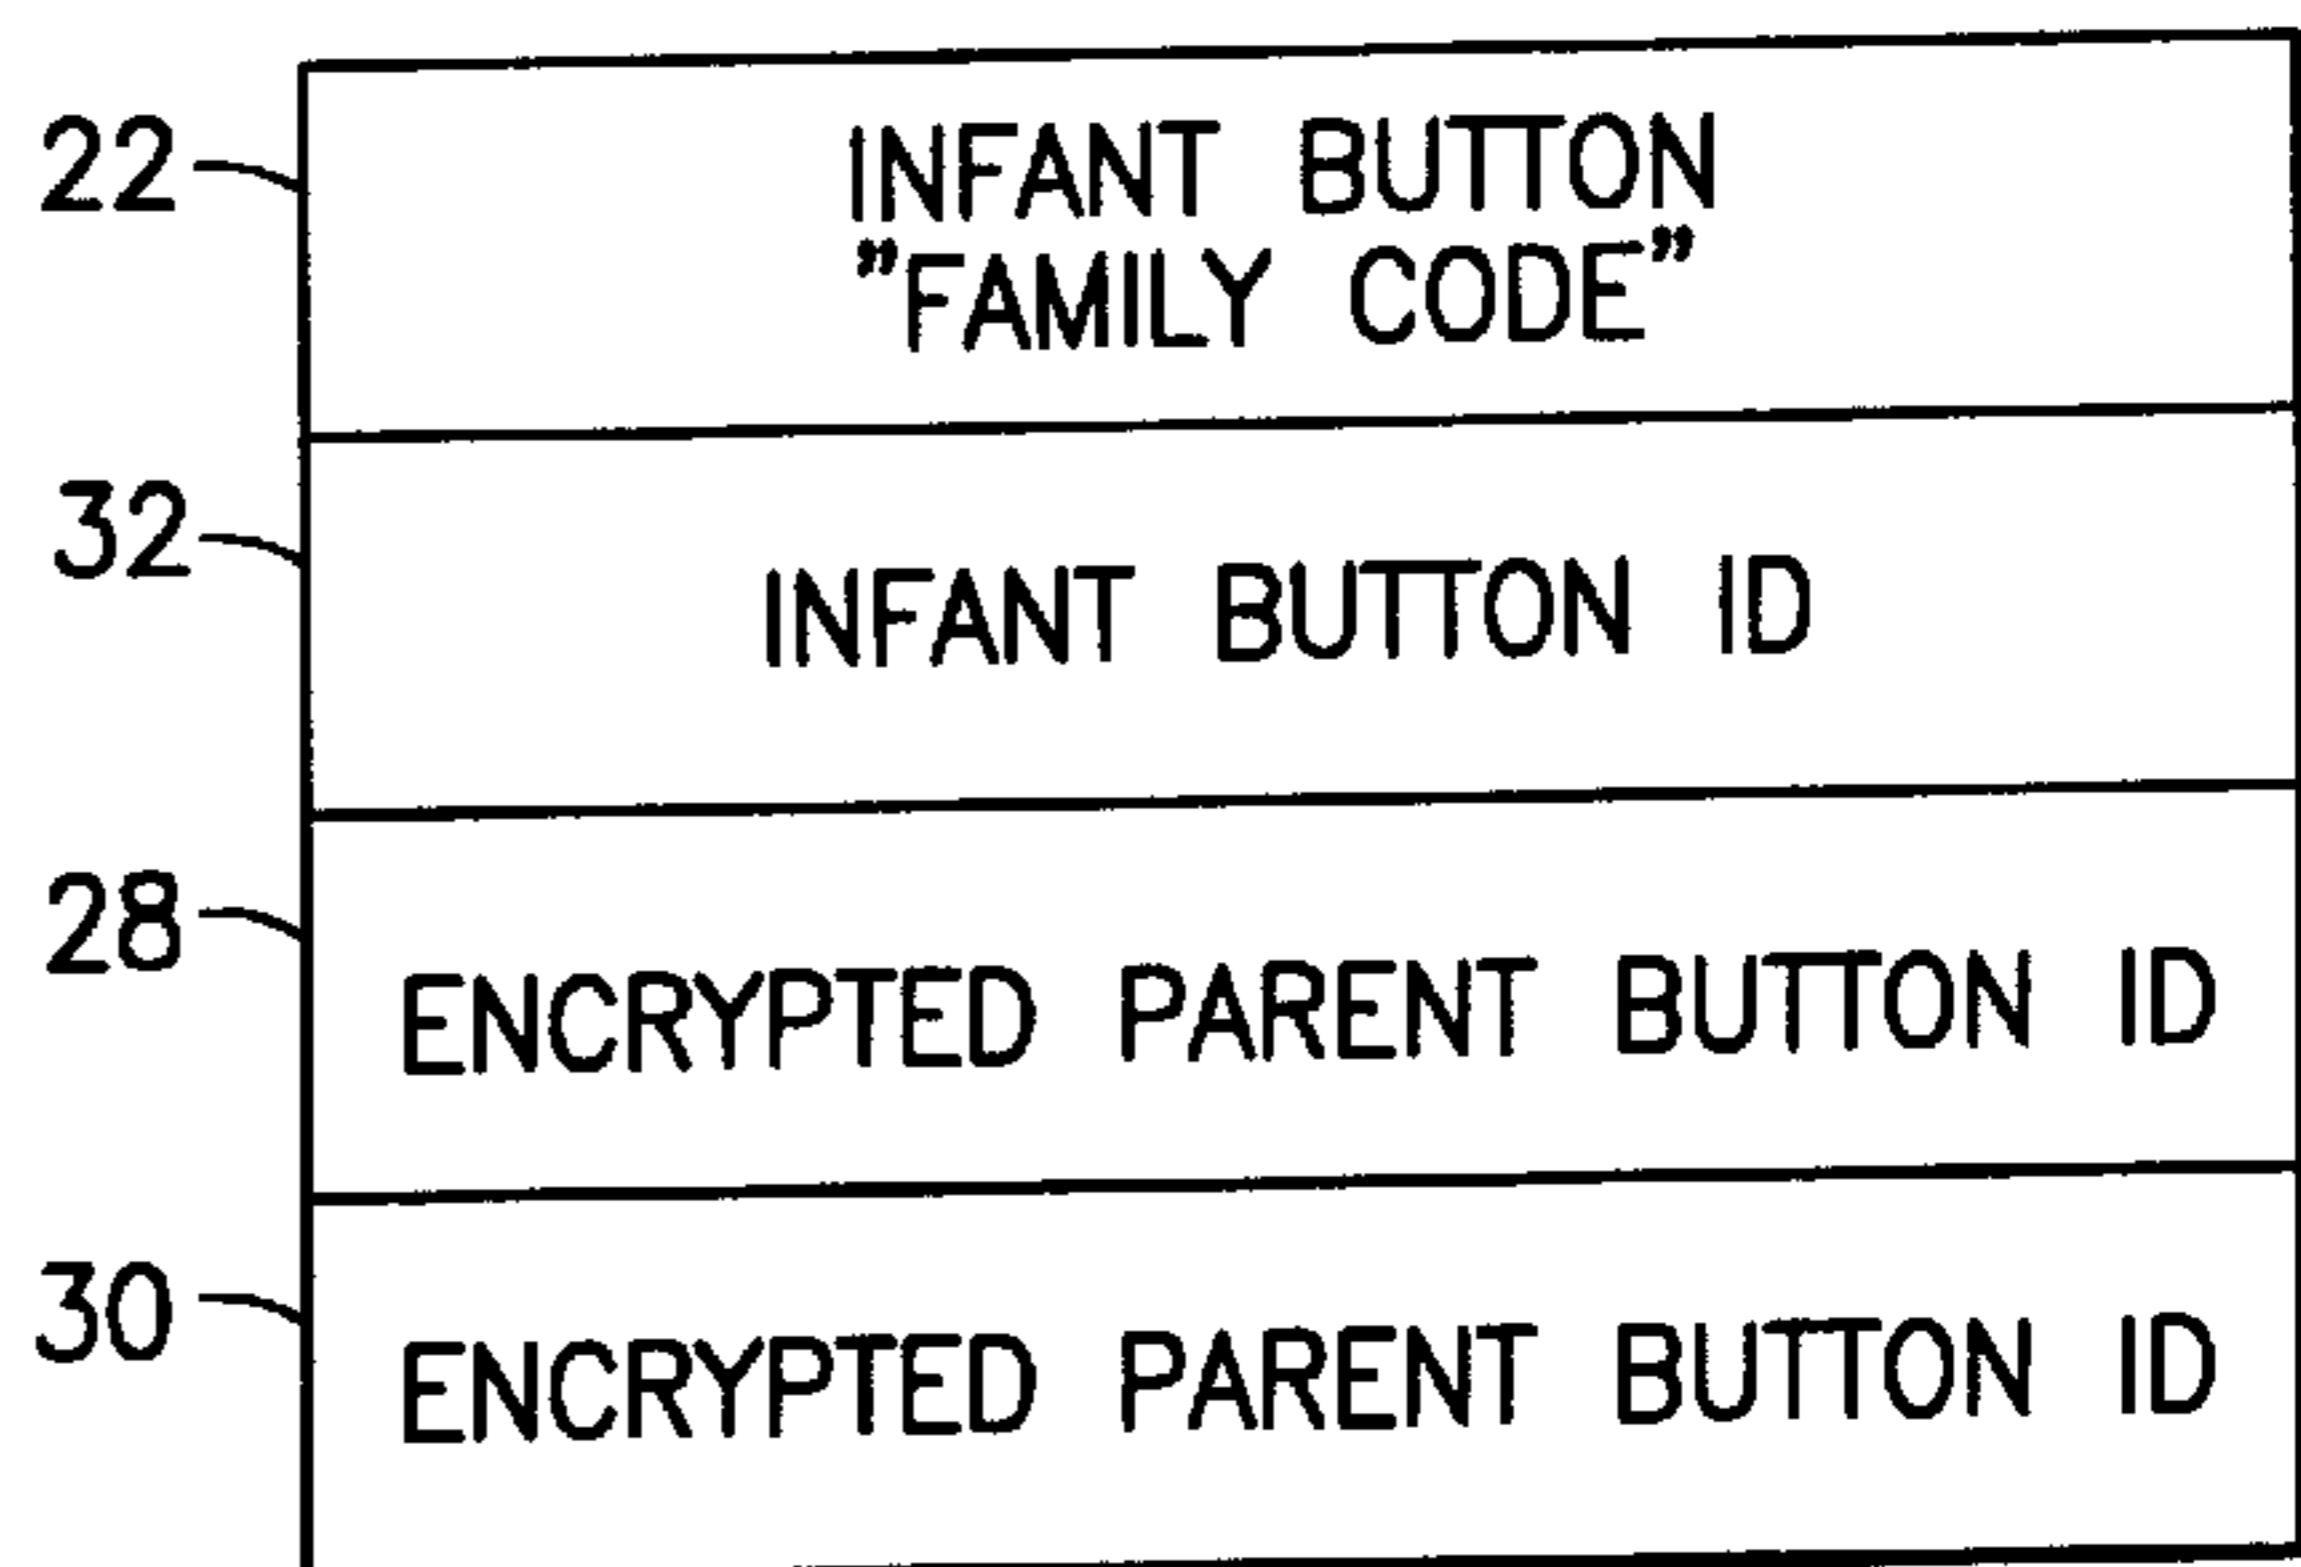 22
INFANT BUTTON
”FAMILY CODE”
32
INFANT BUTTON ID
28
ENCRYPTED PARENT BUTTON ID
30
ENCRYPTED PARENT BUTTON ID